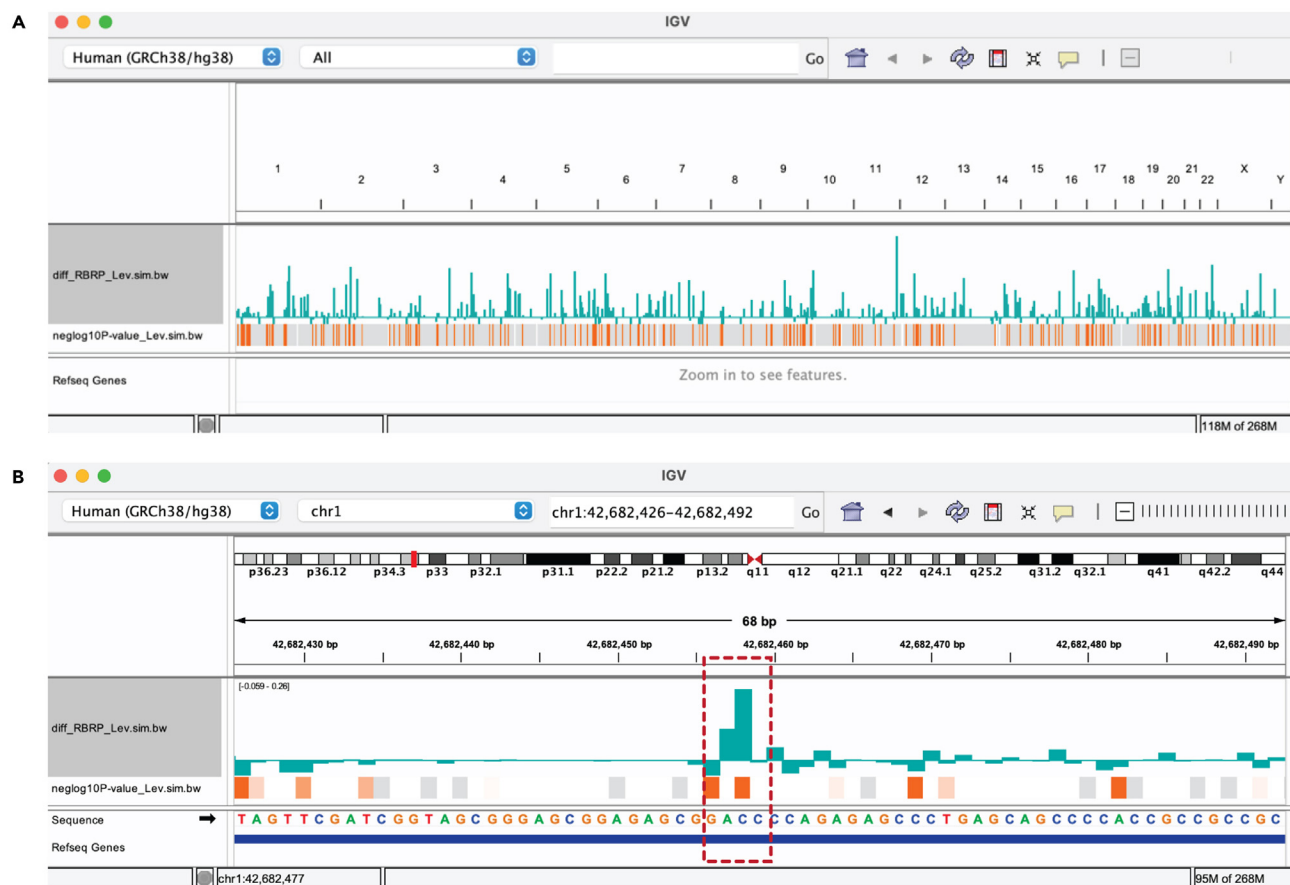 A
IGV
Human (GRCh38/hg38) All Go
1 3 5 7 9 11 13 15 17 19 21 X
2 4 6 8 10 12 14 16 18 20 22 Y
diff_RBRP_Lev.sim.bw
neglog10P-value_Lev.sim.bw
Refseq Genes Zoom in to see features.
118M of 268M
B
IGV
Human (GRCh38/hg38) chr1 chr1:42,682,426-42,682,492 Go
p36.23 p36.12 p34.3 p33 p32.1 p31.1 p22.2 p21.2 p13.2 q11 q12 q21.1 q22 q24.1 q25.2 q31.2 q32.1 q41 q42.2 q44
68 bp
42,682,430 bp 42,682,440 bp 42,682,450 bp 42,682,460 bp 42,682,470 bp 42,682,480 bp 42,682,490 bp
[-0.059 - 0.26]
diff_RBRP_Lev.sim.bw
neglog10P-value_Lev.sim.bw
Sequence T A G T T C G A T C G G T A G C G G G A G C G G A G A G C G G A C C C C A G A G A G C C C T G A G C A G C C C C A C C G C C G C C G C
Refseq Genes
chr1:42,682,477 95M of 268M